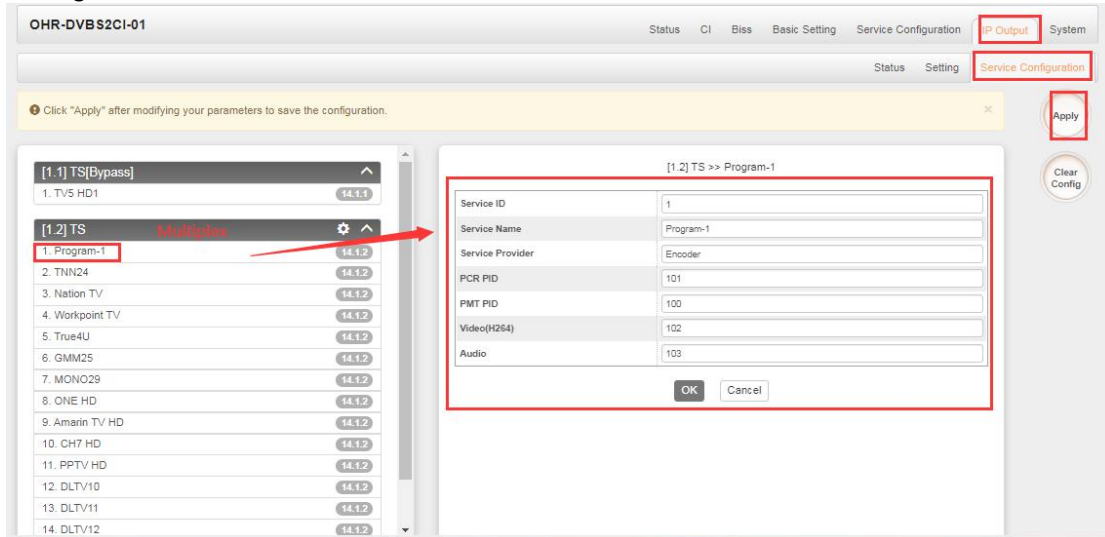 OHR-DVBS2CI-01
Status CI Biss Basic Setting Service Configuration IP Output System
Status Setting Service Configuration
Click "Apply" after modifying your parameters to save the configuration. ×
Apply
Clear Config
[1.1] TS[Bypass]
1. TV5 HD1 14.1.1
[1.2] TS Multiplex
1. Program-1 14.1.2
2. TNN24 14.1.2
3. Nation TV 14.1.2
4. Workpoint TV 14.1.2
5. True4U 14.1.2
6. GMM25 14.1.2
7. MONO29 14.1.2
8. ONE HD 14.1.2
9. Amarin TV HD 14.1.2
10. CH7 HD 14.1.2
11. PPTV HD 14.1.2
12. DLTV10 14.1.2
13. DLTV11 14.1.2
14. DLTV12 14.1.2
[1.2] TS >> Program-1
Service ID 1
Service Name Program-1
Service Provider Encoder
PCR PID 101
PMT PID 100
Video(H264) 102
Audio 103
OK Cancel